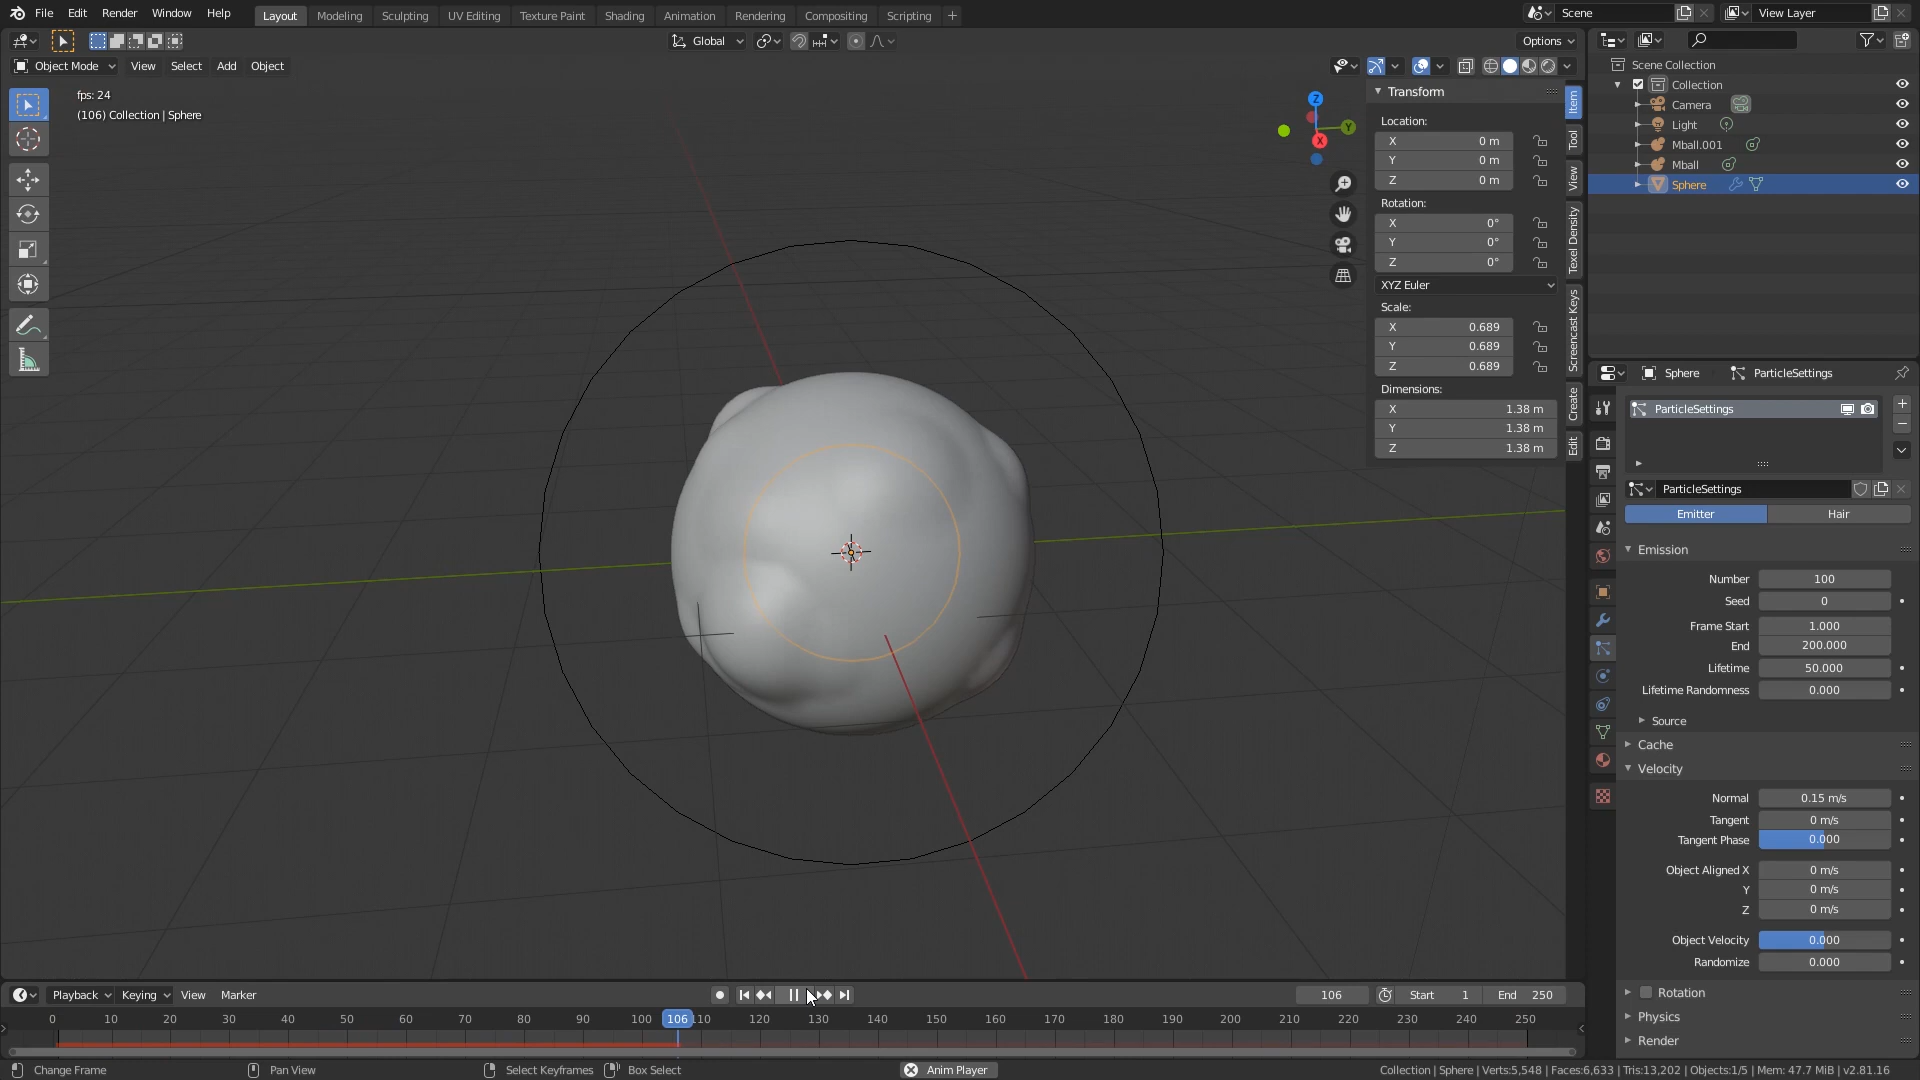 File Edit Render Window Help Layout Modeling Sculpting UV Editing Texture Paint Shading Animation Rendering Compositing Scripting + Scene View Layer
Global Options
Object Mode View Select Add Object
fps: 24
(106) Collection | Sphere
Z
Y
X
Transform
Location:
X 0 m
Y 0 m
Z 0 m
Rotation:
X 0°
Y 0°
Z 0°
XYZ Euler
Scale:
X 0.689
Y 0.689
Z 0.689
Dimensions:
X 1.38 m
Y 1.38 m
Z 1.38 m
Item
Tool
View
Texel Density
Screencast Keys
Create
Edit
Scene Collection
Collection
Camera
Light
Mball.001
Mball
Sphere
Sphere ParticleSettings
ParticleSettings
ParticleSettings
Emitter Hair
Emission
Number 100
Seed 0
Frame Start 1.000
End 200.000
Lifetime 50.000
Lifetime Randomness 0.000
Source
Cache
Velocity
Normal 0.15 m/s
Tangent 0 m/s
Tangent Phase 0.000
Object Aligned X 0 m/s
Y 0 m/s
Z 0 m/s
Object Velocity 0.000
Randomize 0.000
Rotation
Physics
Render
Playback Keying View Marker 106 Start 1 End 250
0 10 20 30 40 50 60 70 80 90 100 106 110 120 130 140 150 160 170 180 190 200 210 220 230 240 250
Change Frame Pan View Select Keyframes Box Select Anim Player Collection | Sphere | Verts:5,548 | Faces:6,633 | Tris:13,202 | Objects:1/5 | Mem: 47.7 MiB | v2.81.16